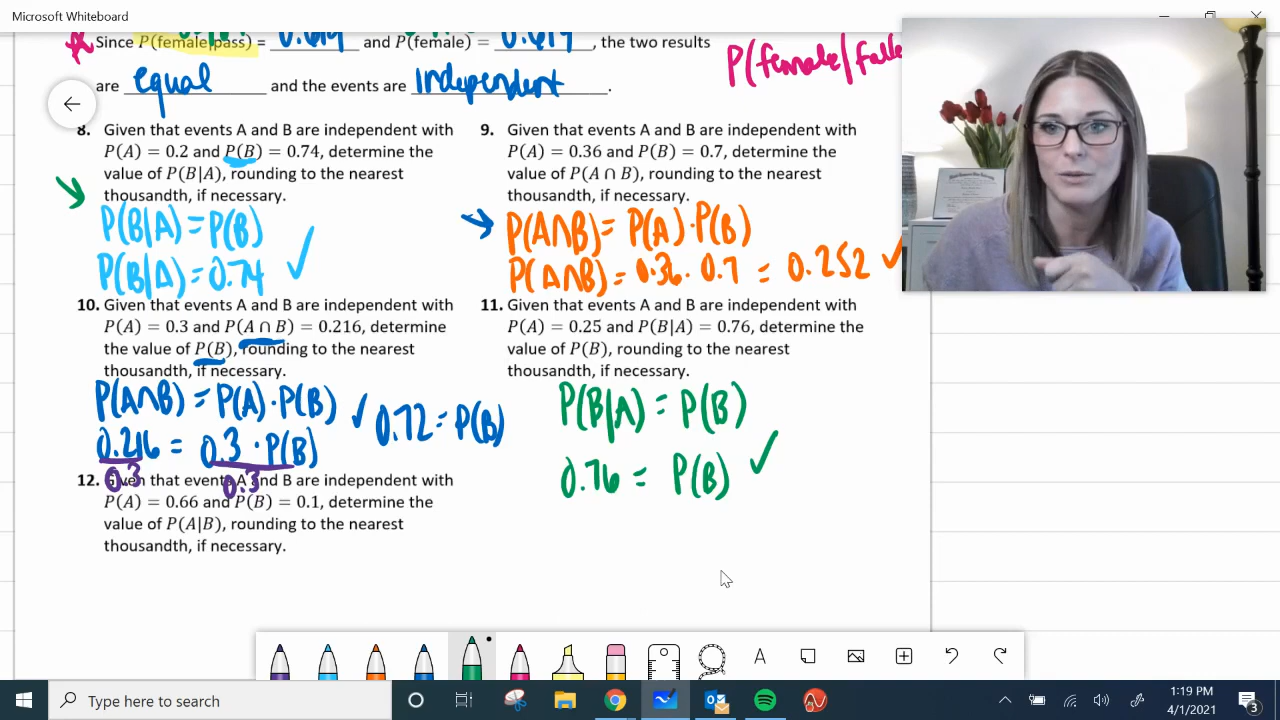 Microsoft Whiteboard
Since P(female|pass) = 0.619 and P(female) = 0.619, the two results
P(female|
are equal and the events are independent.
8. Given that events A and B are independent with
P(A) = 0.2 and P(B) = 0.74, determine the
value of P(B|A), rounding to the nearest
thousandth, if necessary.
P(B|A) = P(B)
P(B|A) = 0.74 ✓
9. Given that events A and B are independent with
P(A) = 0.36 and P(B) = 0.7, determine the
value of P(A ∩ B), rounding to the nearest
thousandth, if necessary.
P(A∩B) = P(A)·P(B)
P(A∩B) = 0.36 · 0.7 = 0.252 ✓
10. Given that events A and B are independent with
P(A) = 0.3 and P(A ∩ B) = 0.216, determine
the value of P(B), rounding to the nearest
thousandth, if necessary.
P(A∩B) = P(A)·P(B) ✓ 0.72 = P(B)
0.216 = 0.3 · P(B)
0.3 0.3
11. Given that events A and B are independent with
P(A) = 0.25 and P(B|A) = 0.76, determine the
value of P(B), rounding to the nearest
thousandth, if necessary.
P(B|A) = P(B)
0.76 = P(B) ✓
12. Given that events A and B are independent with
P(A) = 0.66 and P(B) = 0.1, determine the
value of P(A|B), rounding to the nearest
thousandth, if necessary.
A
Type here to search
1:19 PM
4/1/2021
3